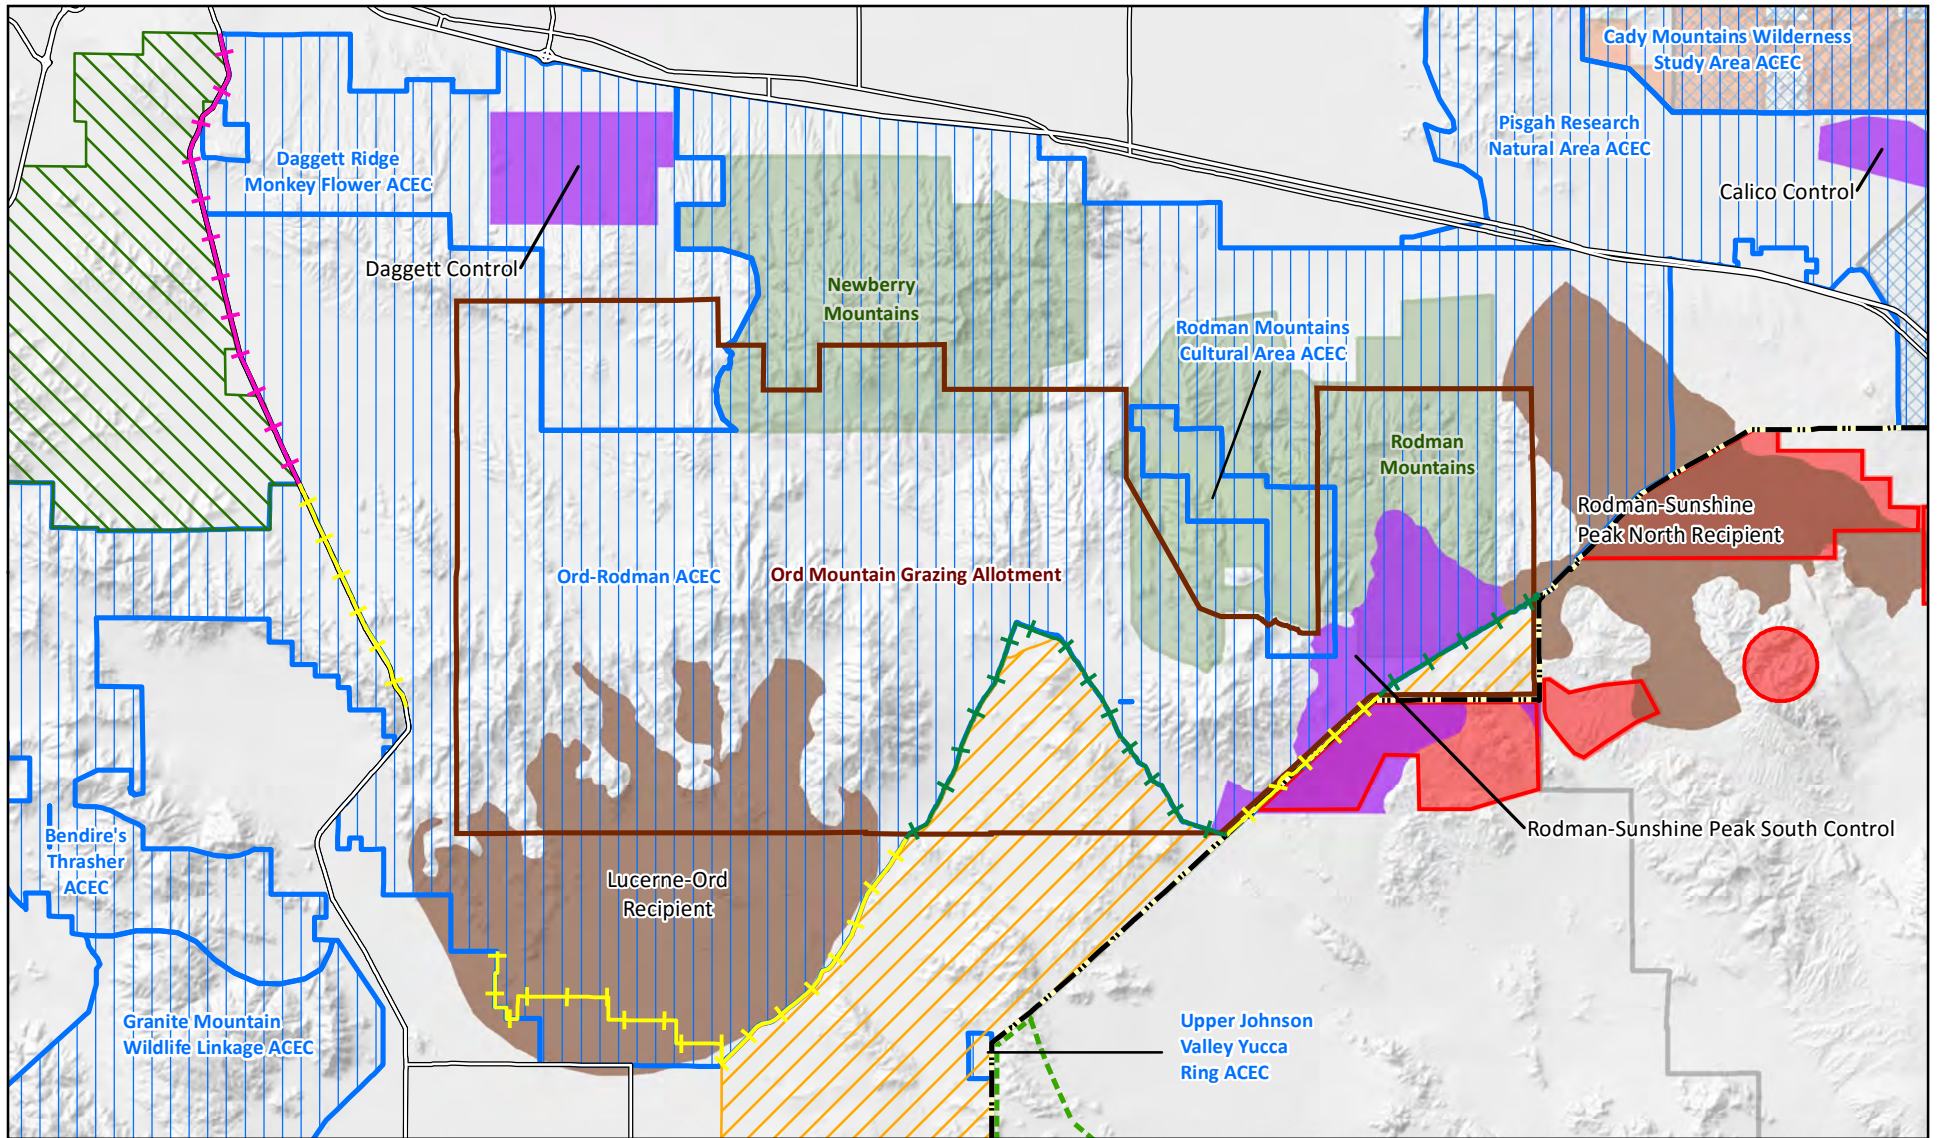 Cady Mountains Wilderness
Study Area ACEC
Pisgah Research
Natural Area ACEC
Calico Control
Daggett Ridge
Monkey Flower ACEC
Daggett Control
Newberry
Mountains
Rodman Mountains
Cultural Area ACEC
Rodman
Mountains
Rodman-Sunshine
Peak North Recipient
Ord-Rodman ACEC
Ord Mountain Grazing Allotment
Bendire's
Thrasher
ACEC
Lucerne-Ord
Recipient
Rodman-Sunshine Peak South Control
Granite Mountain
Wildlife Linkage ACEC
Upper Johnson
Valley Yucca
Ring ACEC